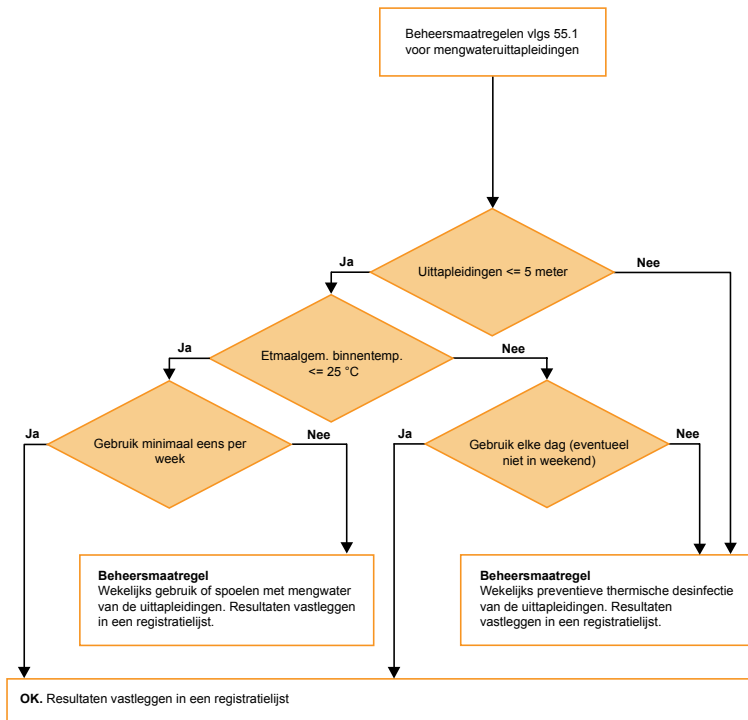 Beheersmaatregelen vlgs 55.1
voor mengwateruittapleidingen
Ja
Uittapleidingen <= 5 meter
Nee
Ja
Etmaalgem. binnentemp.
<= 25 °C
Nee
Ja
Gebruik minimaal eens per
week
Nee
Ja
Gebruik elke dag (eventueel
niet in weekend)
Nee
Beheersmaatregel
Wekelijks gebruik of spoelen met mengwater
van de uittapleidingen. Resultaten vastleggen
in een registratielijst.
Beheersmaatregel
Wekelijks preventieve thermische desinfectie
van de uittapleidingen. Resultaten
vastleggen in een registratielijst.
OK. Resultaten vastleggen in een registratielijst